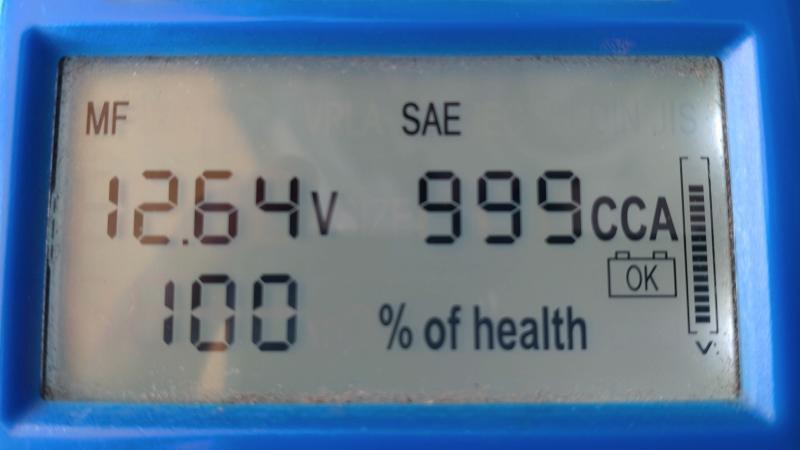 MF SAE
12.64V 999CCA
OK
100 % of health